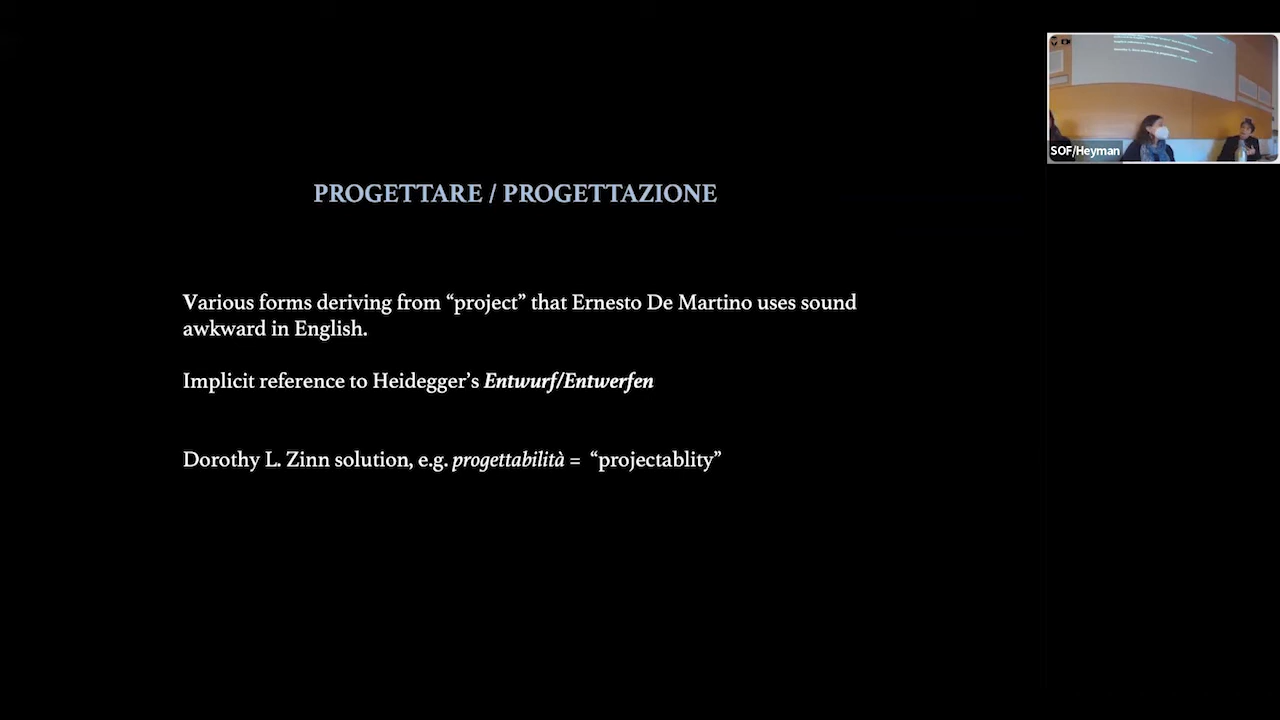 PROGETTARE / PROGETTAZIONE
Various forms deriving from “project” that Ernesto De Martino uses sound
awkward in English.
Implicit reference to Heidegger’s Entwurf/Entwerfen
Dorothy L. Zinn solution, e.g. progettabilità = “projectablity”
SOF/Heyman